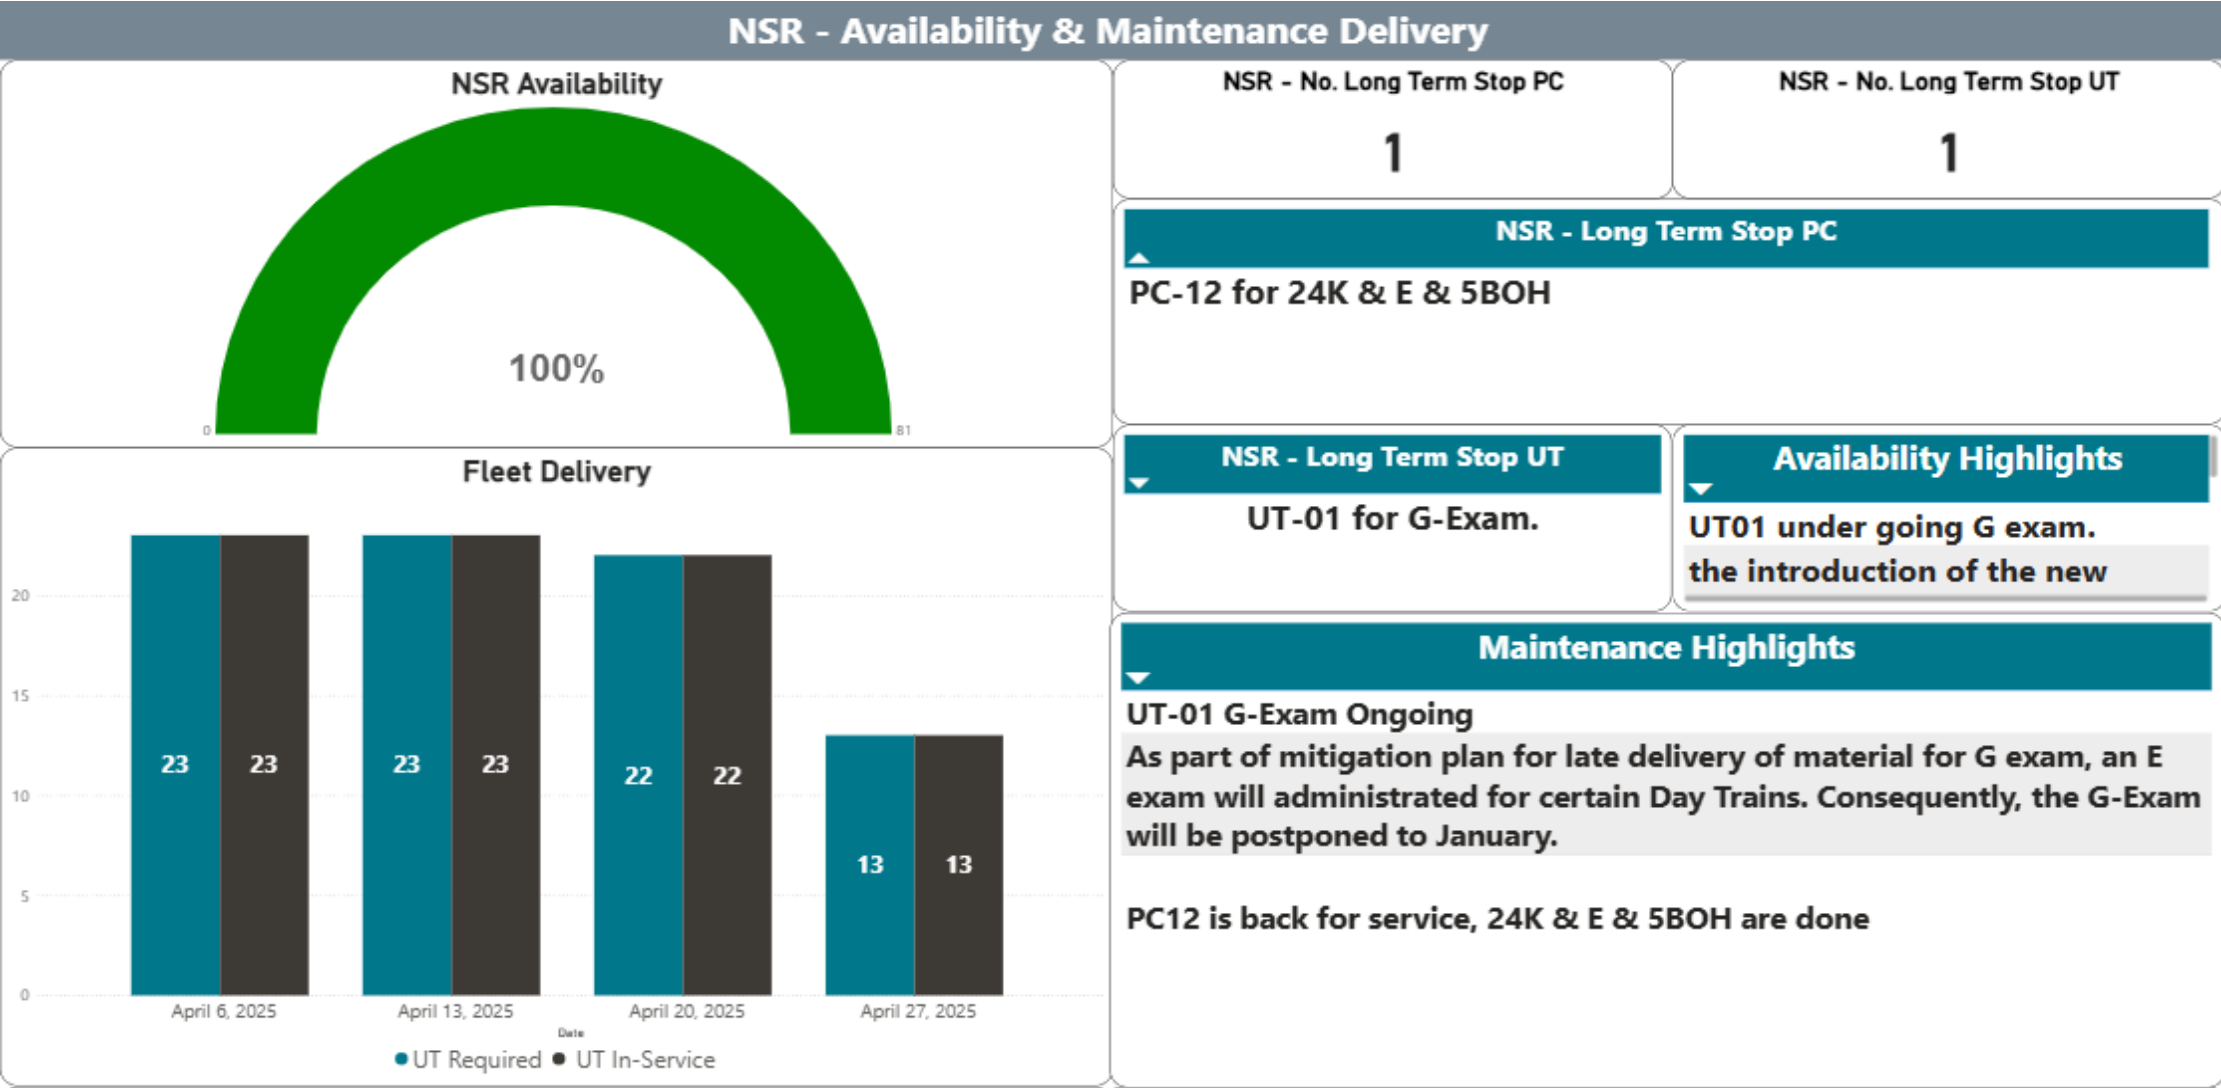 NSR - Availability & Maintenance Delivery
NSR Availability
100%
0
81
NSR - No. Long Term Stop PC
1
NSR - No. Long Term Stop UT
1
NSR - Long Term Stop PC
PC-12 for 24K & E & 5BOH
NSR - Long Term Stop UT
UT-01 for G-Exam.
Availability Highlights
UT01 under going G exam.
the introduction of the new
Fleet Delivery
20
15
10
5
0
23 23 23 23 22 22 13 13
April 6, 2025 April 13, 2025 April 20, 2025 April 27, 2025
Date
UT Required UT In-Service
Maintenance Highlights
UT-01 G-Exam Ongoing
As part of mitigation plan for late delivery of material for G exam, an E
exam will administrated for certain Day Trains. Consequently, the G-Exam
will be postponed to January.
PC12 is back for service, 24K & E & 5BOH are done